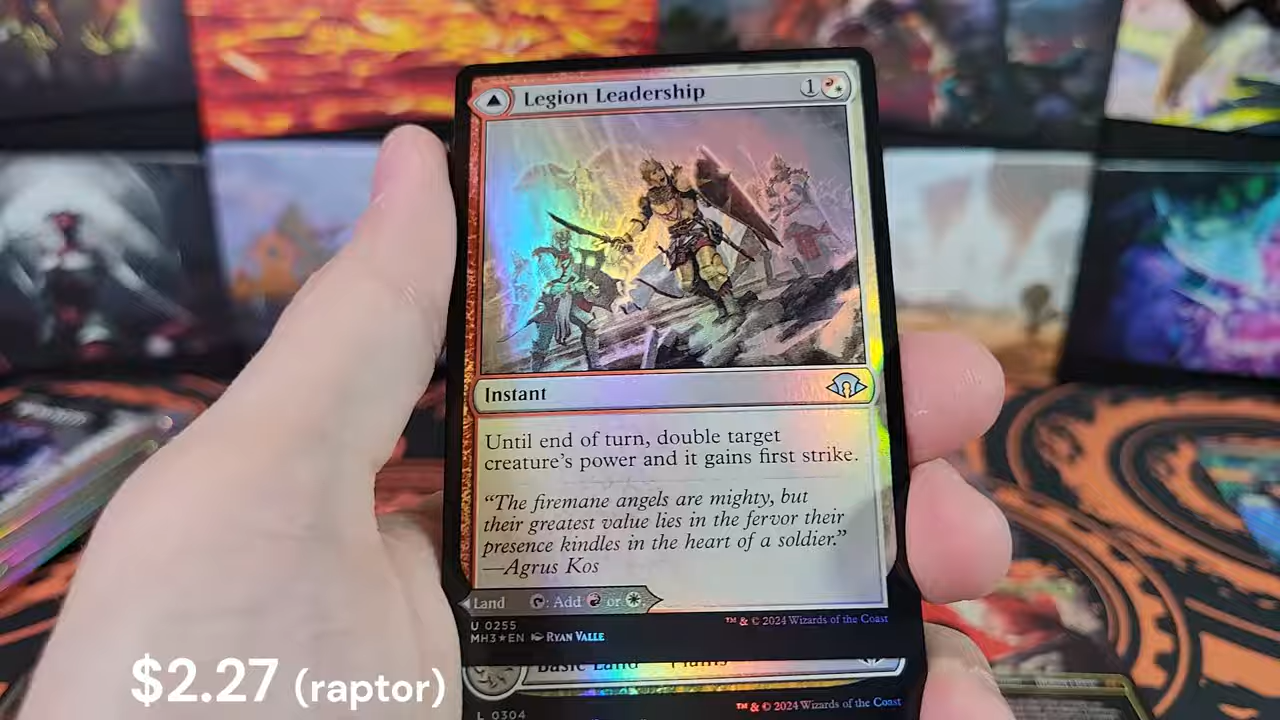 Legion Leadership
1
Instant
Until end of turn, double target
creature's power and it gains first strike.
"The firemane angels are mighty, but
their greatest value lies in the fervor their
presence kindles in the heart of a soldier."
—Agrus Kos
Land : Add or
U 0255
MH3★EN RYAN VALLE
™ & © 2024 Wizards of the Coast
Basic Land Plains
L 0304
™ & © 2024 Wizards of the Coast
$2.27 (raptor)